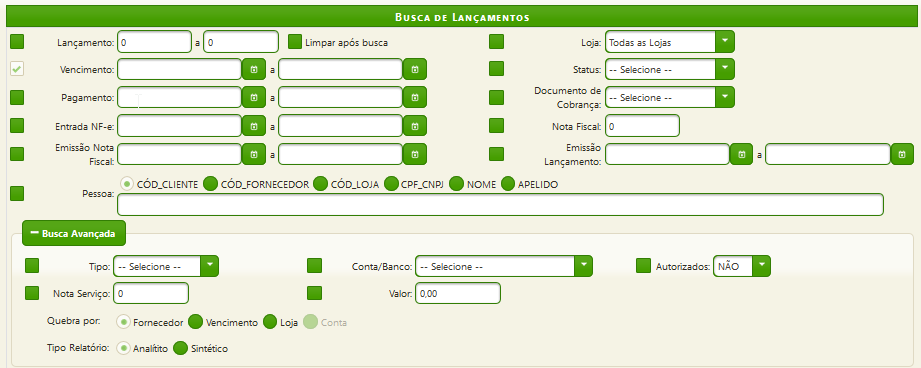 Busca de Lançamentos
Lançamento: 0 a 0 Limpar após busca Loja: Todas as Lojas
Vencimento: a Status: -- Selecione --
Pagamento: a Documento de Cobrança: -- Selecione --
Entrada NF-e: a Nota Fiscal: 0
Emissão Nota Fiscal: a Emissão Lançamento: a
Pessoa: CÓD_CLIENTE CÓD_FORNECEDOR CÓD_LOJA CPF_CNPJ NOME APELIDO
Busca Avançada
Tipo: -- Selecione -- Conta/Banco: -- Selecione -- Autorizados: NÃO
Nota Serviço: 0 Valor: 0,00
Quebra por: Fornecedor Vencimento Loja Conta
Tipo Relatório: Analítito Sintético